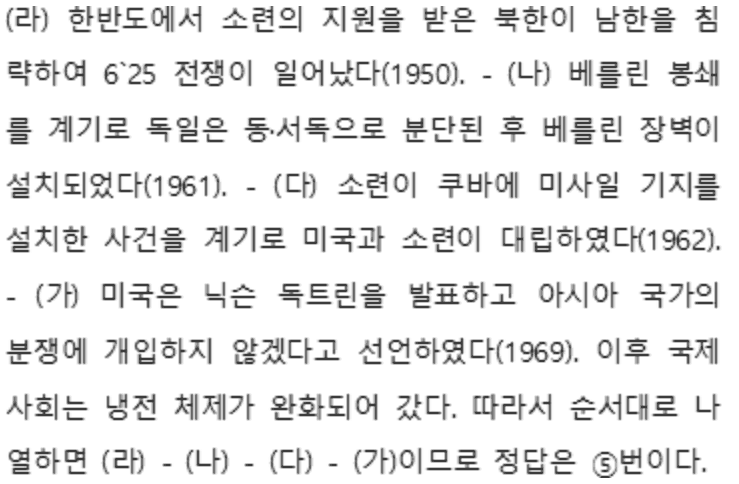 (라) 한반도에서 소련의 지원을 받은 북한이 남한을 침
략하여 6`25 전쟁이 일어났다(1950). - (나) 베를린 봉쇄
를 계기로 독일은 동·서독으로 분단된 후 베를린 장벽이
설치되었다(1961). - (다) 소련이 쿠바에 미사일 기지를
설치한 사건을 계기로 미국과 소련이 대립하였다(1962).
- (가) 미국은 닉슨 독트린을 발표하고 아시아 국가의
분쟁에 개입하지 않겠다고 선언하였다(1969). 이후 국제
사회는 냉전 체제가 완화되어 갔다. 따라서 순서대로 나
열하면 (라) - (나) - (다) - (가)이므로 정답은 ⑤번이다.